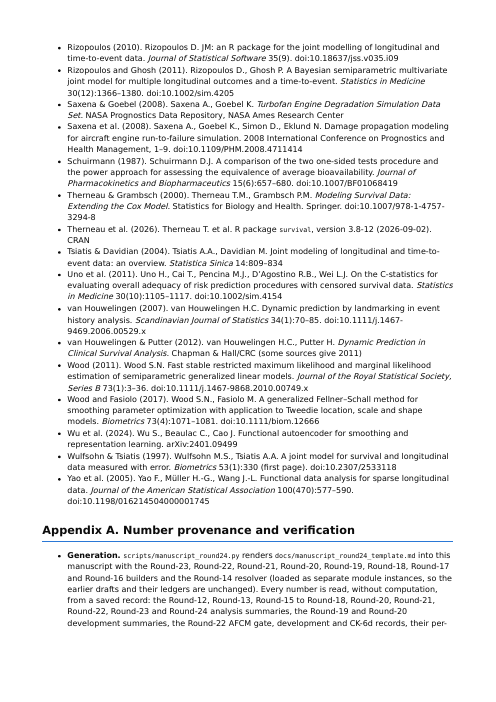 • Rizopoulos (2010). Rizopoulos D. JM: an R package for the joint modelling of longitudinal and
time-to-event data. Journal of Statistical Software 35(9). doi:10.18637/jss.v035.i09
• Rizopoulos and Ghosh (2011). Rizopoulos D., Ghosh P. A Bayesian semiparametric multivariate
joint model for multiple longitudinal outcomes and a time-to-event. Statistics in Medicine
30(12):1366–1380. doi:10.1002/sim.4205
• Saxena & Goebel (2008). Saxena A., Goebel K. Turbofan Engine Degradation Simulation Data
Set. NASA Prognostics Data Repository, NASA Ames Research Center
• Saxena et al. (2008). Saxena A., Goebel K., Simon D., Eklund N. Damage propagation modeling
for aircraft engine run-to-failure simulation. 2008 International Conference on Prognostics and
Health Management, 1–9. doi:10.1109/PHM.2008.4711414
• Schuirmann (1987). Schuirmann D.J. A comparison of the two one-sided tests procedure and
the power approach for assessing the equivalence of average bioavailability. Journal of
Pharmacokinetics and Biopharmaceutics 15(6):657–680. doi:10.1007/BF01068419
• Therneau & Grambsch (2000). Therneau T.M., Grambsch P.M. Modeling Survival Data:
Extending the Cox Model. Statistics for Biology and Health. Springer. doi:10.1007/978-1-4757-
3294-8
• Therneau et al. (2026). Therneau T. et al. R package survival, version 3.8-12 (2026-09-02).
CRAN
• Tsiatis & Davidian (2004). Tsiatis A.A., Davidian M. Joint modeling of longitudinal and time-to-
event data: an overview. Statistica Sinica 14:809–834
• Uno et al. (2011). Uno H., Cai T., Pencina M.J., D’Agostino R.B., Wei L.J. On the C-statistics for
evaluating overall adequacy of risk prediction procedures with censored survival data. Statistics
in Medicine 30(10):1105–1117. doi:10.1002/sim.4154
• van Houwelingen (2007). van Houwelingen H.C. Dynamic prediction by landmarking in event
history analysis. Scandinavian Journal of Statistics 34(1):70–85. doi:10.1111/j.1467-
9469.2006.00529.x
• van Houwelingen & Putter (2012). van Houwelingen H.C., Putter H. Dynamic Prediction in
Clinical Survival Analysis. Chapman & Hall/CRC (some sources give 2011)
• Wood (2011). Wood S.N. Fast stable restricted maximum likelihood and marginal likelihood
estimation of semiparametric generalized linear models. Journal of the Royal Statistical Society,
Series B 73(1):3–36. doi:10.1111/j.1467-9868.2010.00749.x
• Wood and Fasiolo (2017). Wood S.N., Fasiolo M. A generalized Fellner–Schall method for
smoothing parameter optimization with application to Tweedie location, scale and shape
models. Biometrics 73(4):1071–1081. doi:10.1111/biom.12666
• Wu et al. (2024). Wu S., Beaulac C., Cao J. Functional autoencoder for smoothing and
representation learning. arXiv:2401.09499
• Wulfsohn & Tsiatis (1997). Wulfsohn M.S., Tsiatis A.A. A joint model for survival and longitudinal
data measured with error. Biometrics 53(1):330 (first page). doi:10.2307/2533118
• Yao et al. (2005). Yao F., Müller H.-G., Wang J.-L. Functional data analysis for sparse longitudinal
data. Journal of the American Statistical Association 100(470):577–590.
doi:10.1198/016214504000001745
Appendix A. Number provenance and verification
• Generation. scripts/manuscript_round24.py renders docs/manuscript_round24_template.md into this
manuscript with the Round-23, Round-22, Round-21, Round-20, Round-19, Round-18, Round-17
and Round-16 builders and the Round-14 resolver (loaded as separate module instances, so the
earlier drafts and their ledgers are unchanged). Every number is read, without computation,
from a saved record: the Round-12, Round-13, Round-15 to Round-18, Round-20, Round-21,
Round-22, Round-23 and Round-24 analysis summaries, the Round-19 and Round-20
development summaries, the Round-22 AFCM gate, development and CK-6d records, their per-